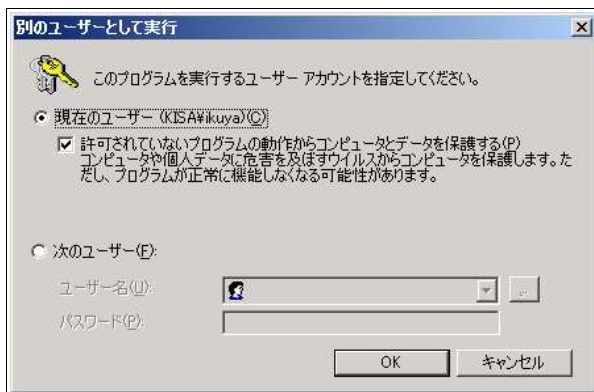 別のユーザーとして実行
このプログラムを実行するユーザー アカウントを指定してください。
現在のユーザー (KISA¥ikuya)(C)
許可されていないプログラムの動作からコンピュータとデータを保護する(P)
コンピュータや個人データに危害を及ぼすウイルスからコンピュータを保護します。た
だし、プログラムが正常に機能しなくなる可能性があります。
次のユーザー(F):
ユーザー名(U):
...
パスワード(P):
OK
キャンセル